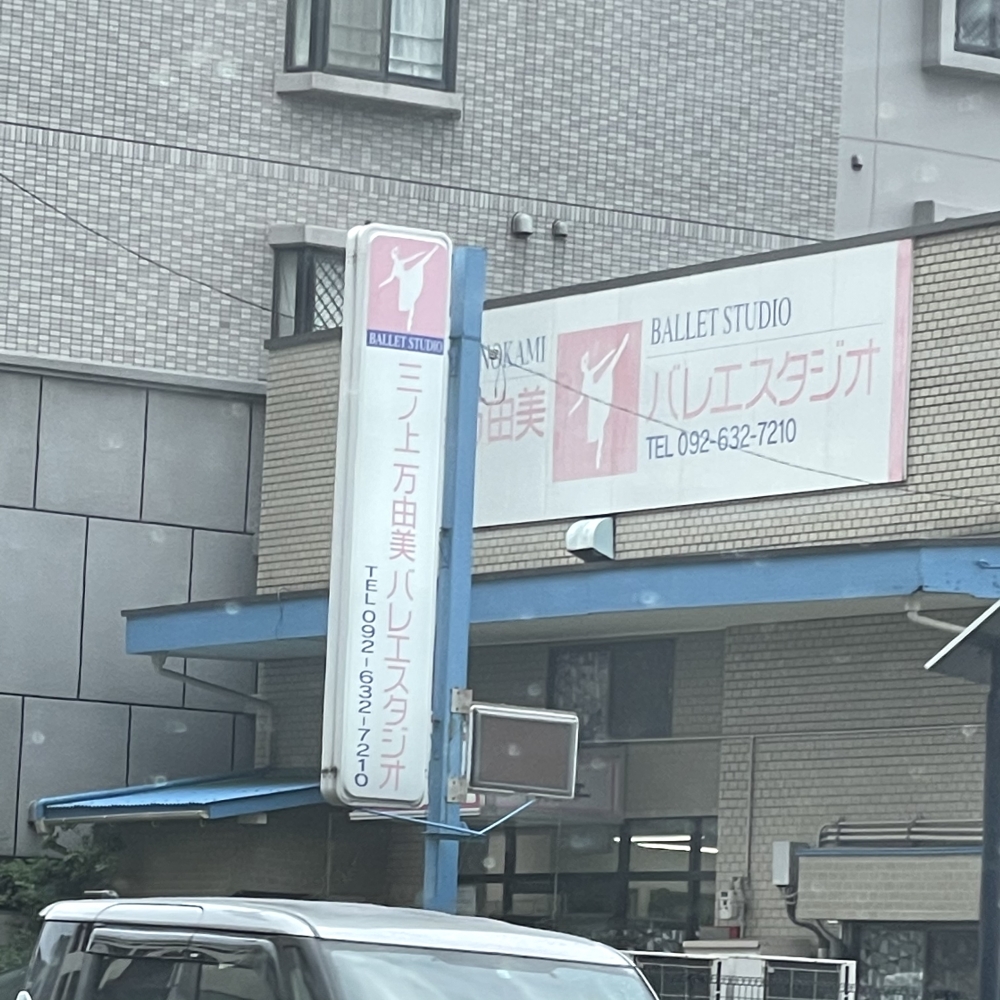 BALLET STUDIO
三ノ上 万由美 バレエスタジオ
TEL 092-632-7210
NOKAMI
由美
BALLET STUDIO
バレエスタジオ
TEL 092-632-7210